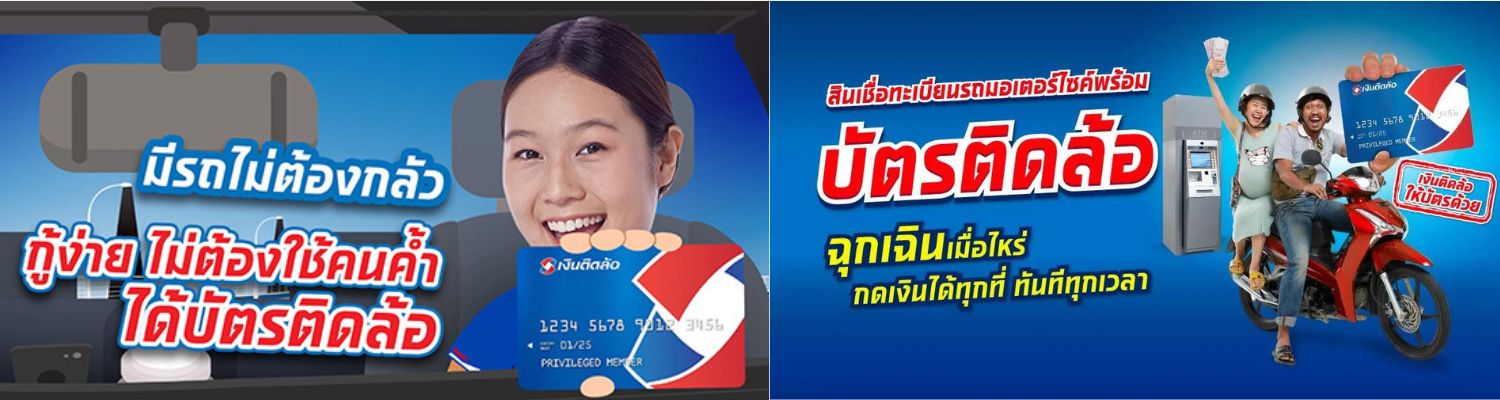 มีรถไม่ต้องกลัว
กู้ง่าย ไม่ต้องใช้คนค้ำ
ได้บัตรติดล้อ
เงินติดล้อ
1234 5678 9012 3456
01/25
PRIVILEGED MEMBER
สินเชื่อทะเบียนรถมอเตอร์ไซค์พร้อม
บัตรติดล้อ
ฉุกเฉินเมื่อไหร่
กดเงินได้ทุกที่ ทันทีทุกเวลา
ATM
เงินติดล้อ
1234 5678 9012 3456
01/25
PRIVILEGED MEMBER
เงินติดล้อ
ให้บัตรด้วย